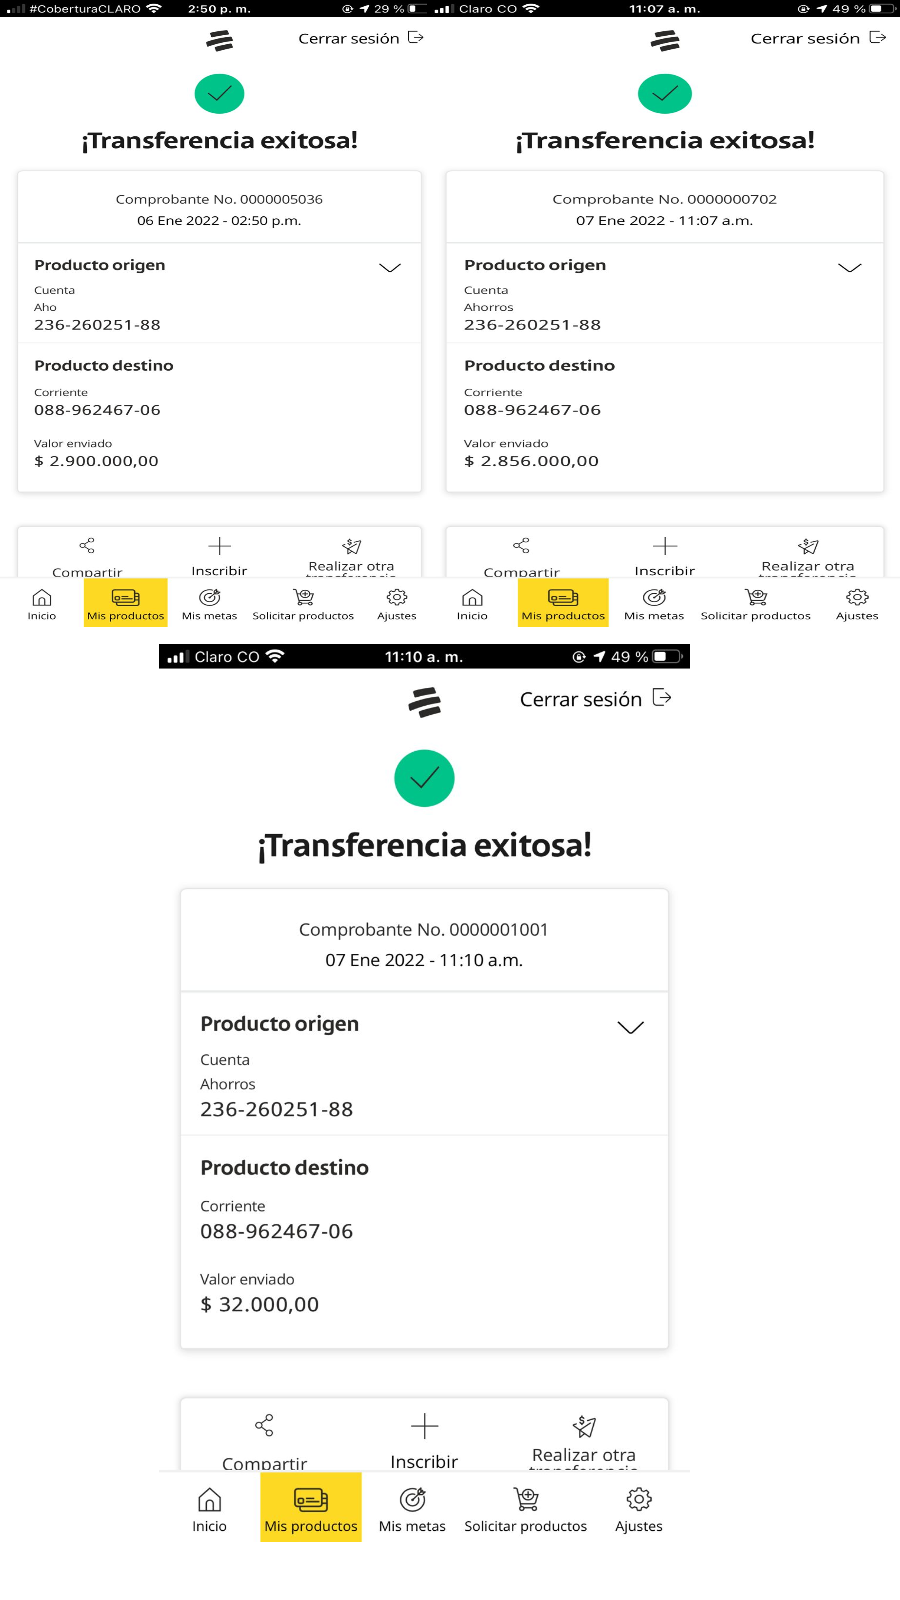 #CoberturaCLARO 2:50 p. m. 29 %
Cerrar sesión
¡Transferencia exitosa!
Comprobante No. 0000005036
06 Ene 2022 - 02:50 p.m.
Producto origen
Cuenta
Aho
236-260251-88
Producto destino
Corriente
088-962467-06
Valor enviado
$ 2.900.000,00
Compartir
Inscribir
Realizar otra
transferencia
Inicio
Mis productos
Mis metas
Solicitar productos
Ajustes
Claro CO 11:07 a. m. 49 %
Cerrar sesión
¡Transferencia exitosa!
Comprobante No. 0000000702
07 Ene 2022 - 11:07 a.m.
Producto origen
Cuenta
Ahorros
236-260251-88
Producto destino
Corriente
088-962467-06
Valor enviado
$ 2.856.000,00
Compartir
Inscribir
Realizar otra
transferencia
Inicio
Mis productos
Mis metas
Solicitar productos
Ajustes
Claro CO 11:10 a. m. 49 %
Cerrar sesión
¡Transferencia exitosa!
Comprobante No. 0000001001
07 Ene 2022 - 11:10 a.m.
Producto origen
Cuenta
Ahorros
236-260251-88
Producto destino
Corriente
088-962467-06
Valor enviado
$ 32.000,00
Compartir
Inscribir
Realizar otra
transferencia
Inicio
Mis productos
Mis metas
Solicitar productos
Ajustes